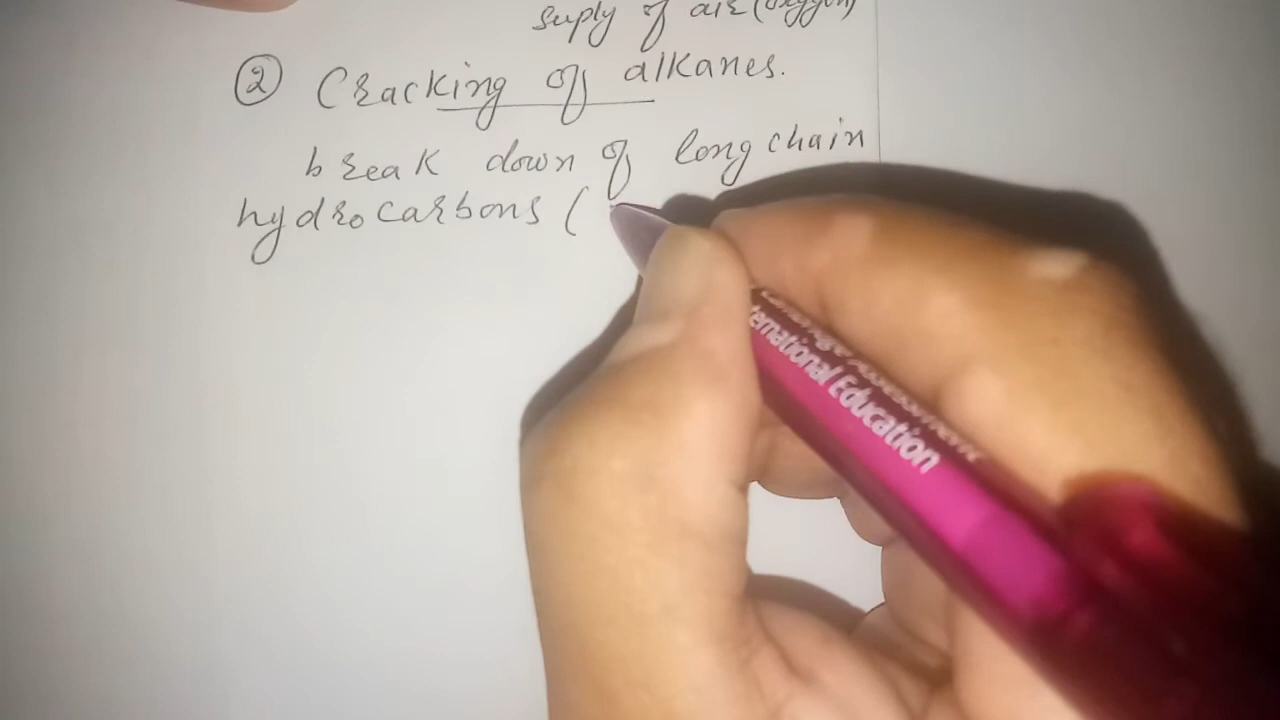 suply of air (oxygen)
② Cracking of alkanes.
break down of long chain
hydrocarbons (
International Education